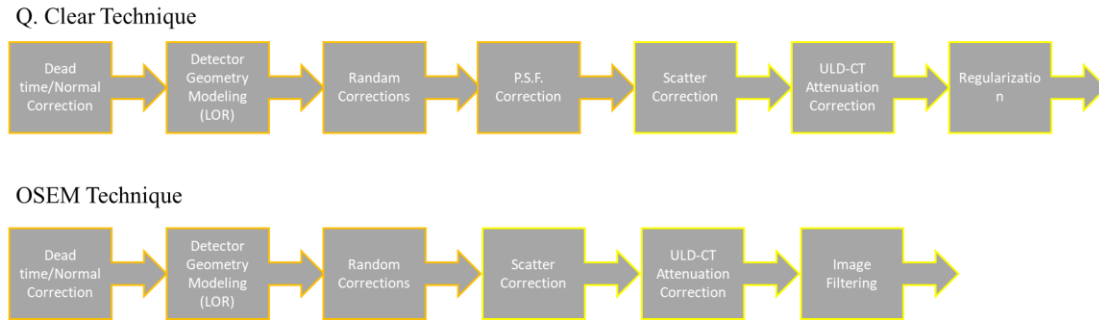 Q. Clear Technique
Dead
time/Normal
Correction
Detector
Geometry
Modeling
(LOR)
Randam
Corrections
P.S.F.
Correction
Scatter
Correction
ULD-CT
Attenuation
Correction
Regularizatio
n
OSEM Technique
Dead
time/Normal
Correction
Detector
Geometry
Modeling
(LOR)
Random
Corrections
Scatter
Correction
ULD-CT
Attenuation
Correction
Image
Filtering